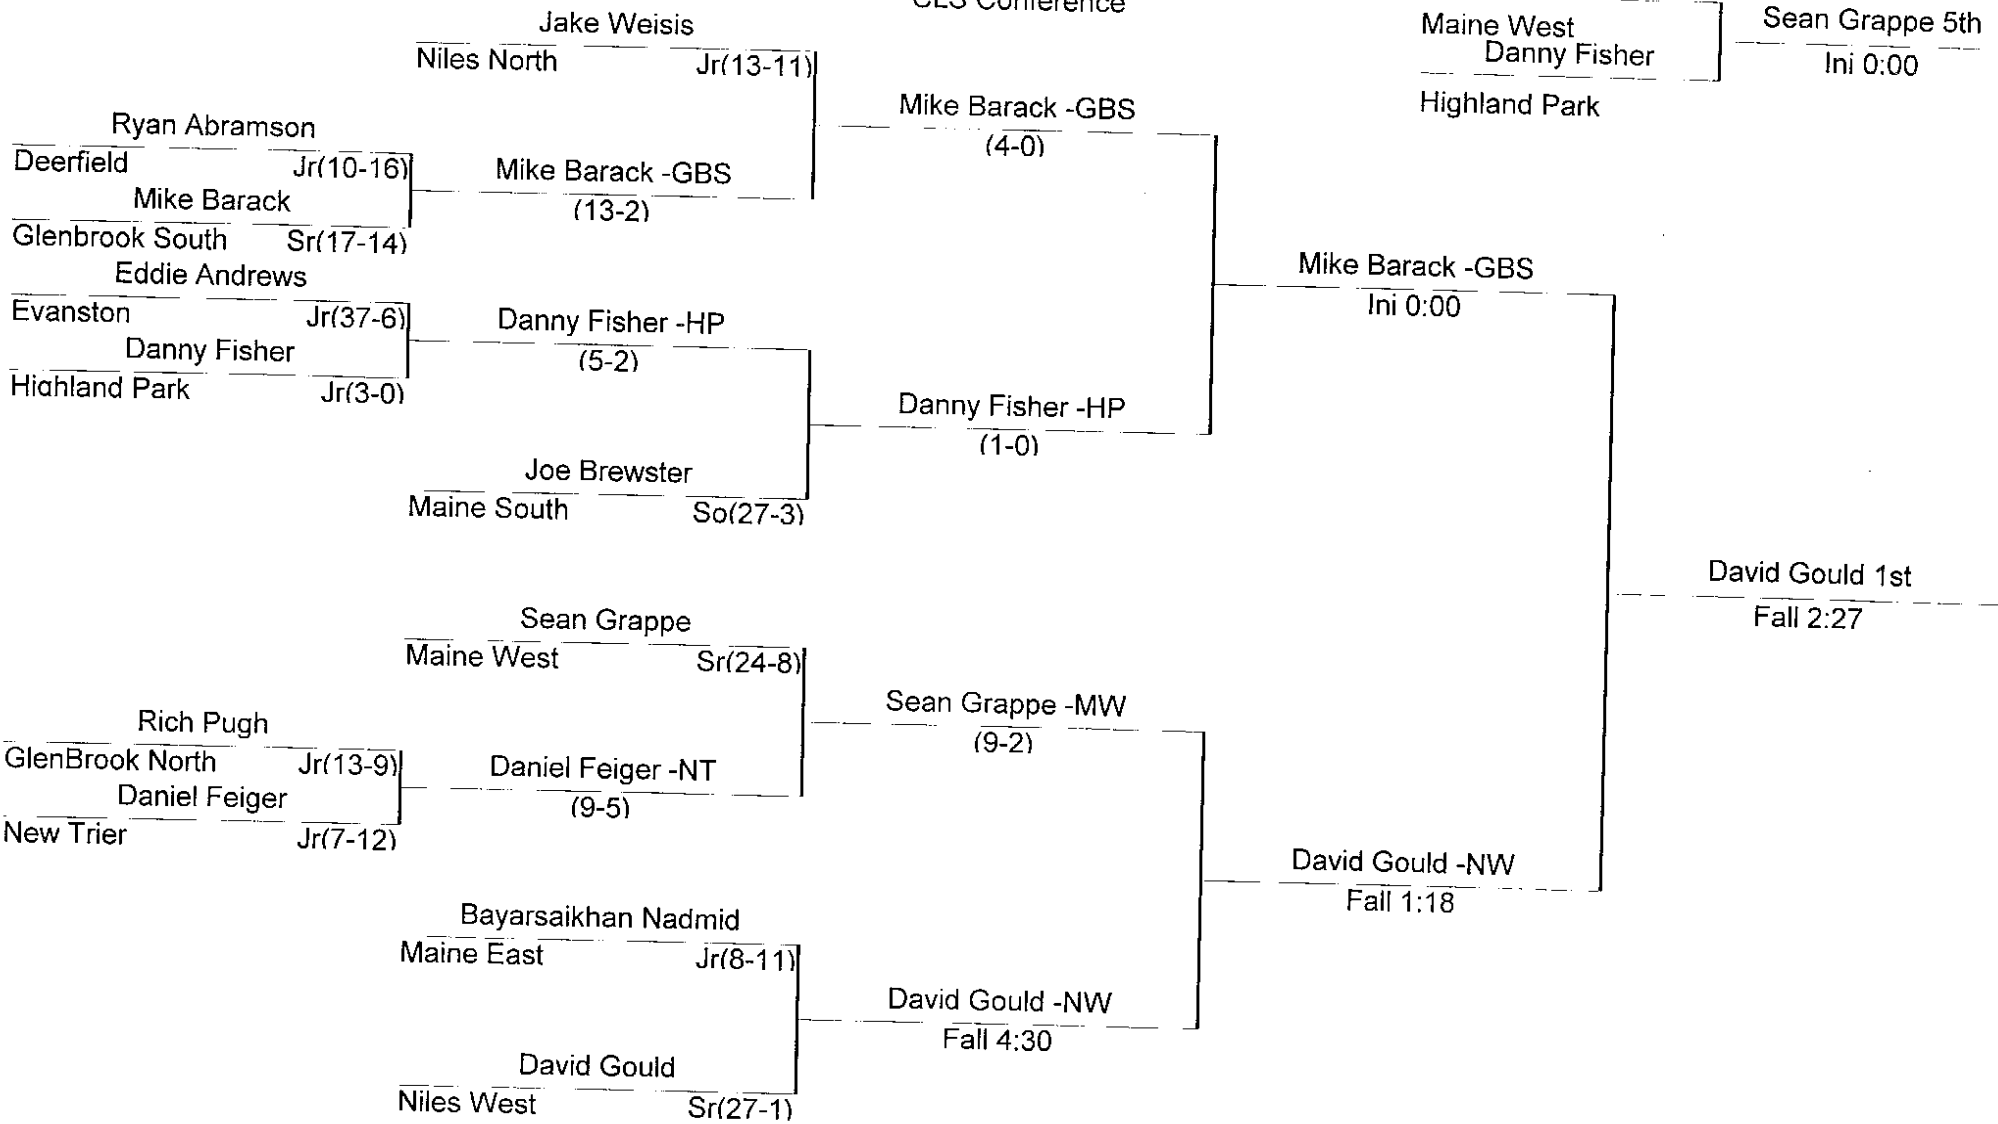 CLS Conference
Jake Weisis
Niles North Jr(13-11)
Ryan Abramson
Deerfield Jr(10-16)
Mike Barack
Glenbrook South Sr(17-14)
Mike Barack -GBS
(13-2)
Mike Barack -GBS
(4-0)
Eddie Andrews
Evanston Jr(37-6)
Danny Fisher
Highland Park Jr(3-0)
Danny Fisher -HP
(5-2)
Joe Brewster
Maine South So(27-3)
Danny Fisher -HP
(1-0)
Mike Barack -GBS
Inj 0:00
Sean Grappe
Maine West Sr(24-8)
Rich Pugh
GlenBrook North Jr(13-9)
Daniel Feiger
New Trier Jr(7-12)
Daniel Feiger -NT
(9-5)
Sean Grappe -MW
(9-2)
Bayarsaikhan Nadmid
Maine East Jr(8-11)
David Gould
Niles West Sr(27-1)
David Gould -NW
Fall 4:30
David Gould -NW
Fall 1:18
David Gould 1st
Fall 2:27
Maine West
Danny Fisher
Highland Park
Sean Grappe 5th
Inj 0:00